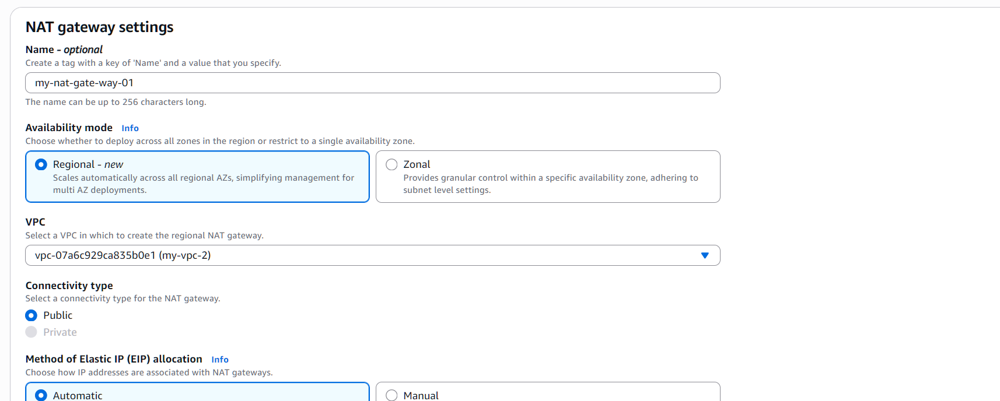 NAT gateway settings
Name - optional
Create a tag with a key of 'Name' and a value that you specify.
my-nat-gate-way-01
The name can be up to 256 characters long.
Availability mode Info
Choose whether to deploy across all zones in the region or restrict to a single availability zone.
Regional - new
Scales automatically across all regional AZs, simplifying management for
multi AZ deployments.
Zonal
Provides granular control within a specific availability zone, adhering to
subnet level settings.
VPC
Select a VPC in which to create the regional NAT gateway.
vpc-07a6c929ca835b0e1 (my-vpc-2)
Connectivity type
Select a connectivity type for the NAT gateway.
Public
Private
Method of Elastic IP (EIP) allocation Info
Choose how IP addresses are associated with NAT gateways.
Automatic
Manual